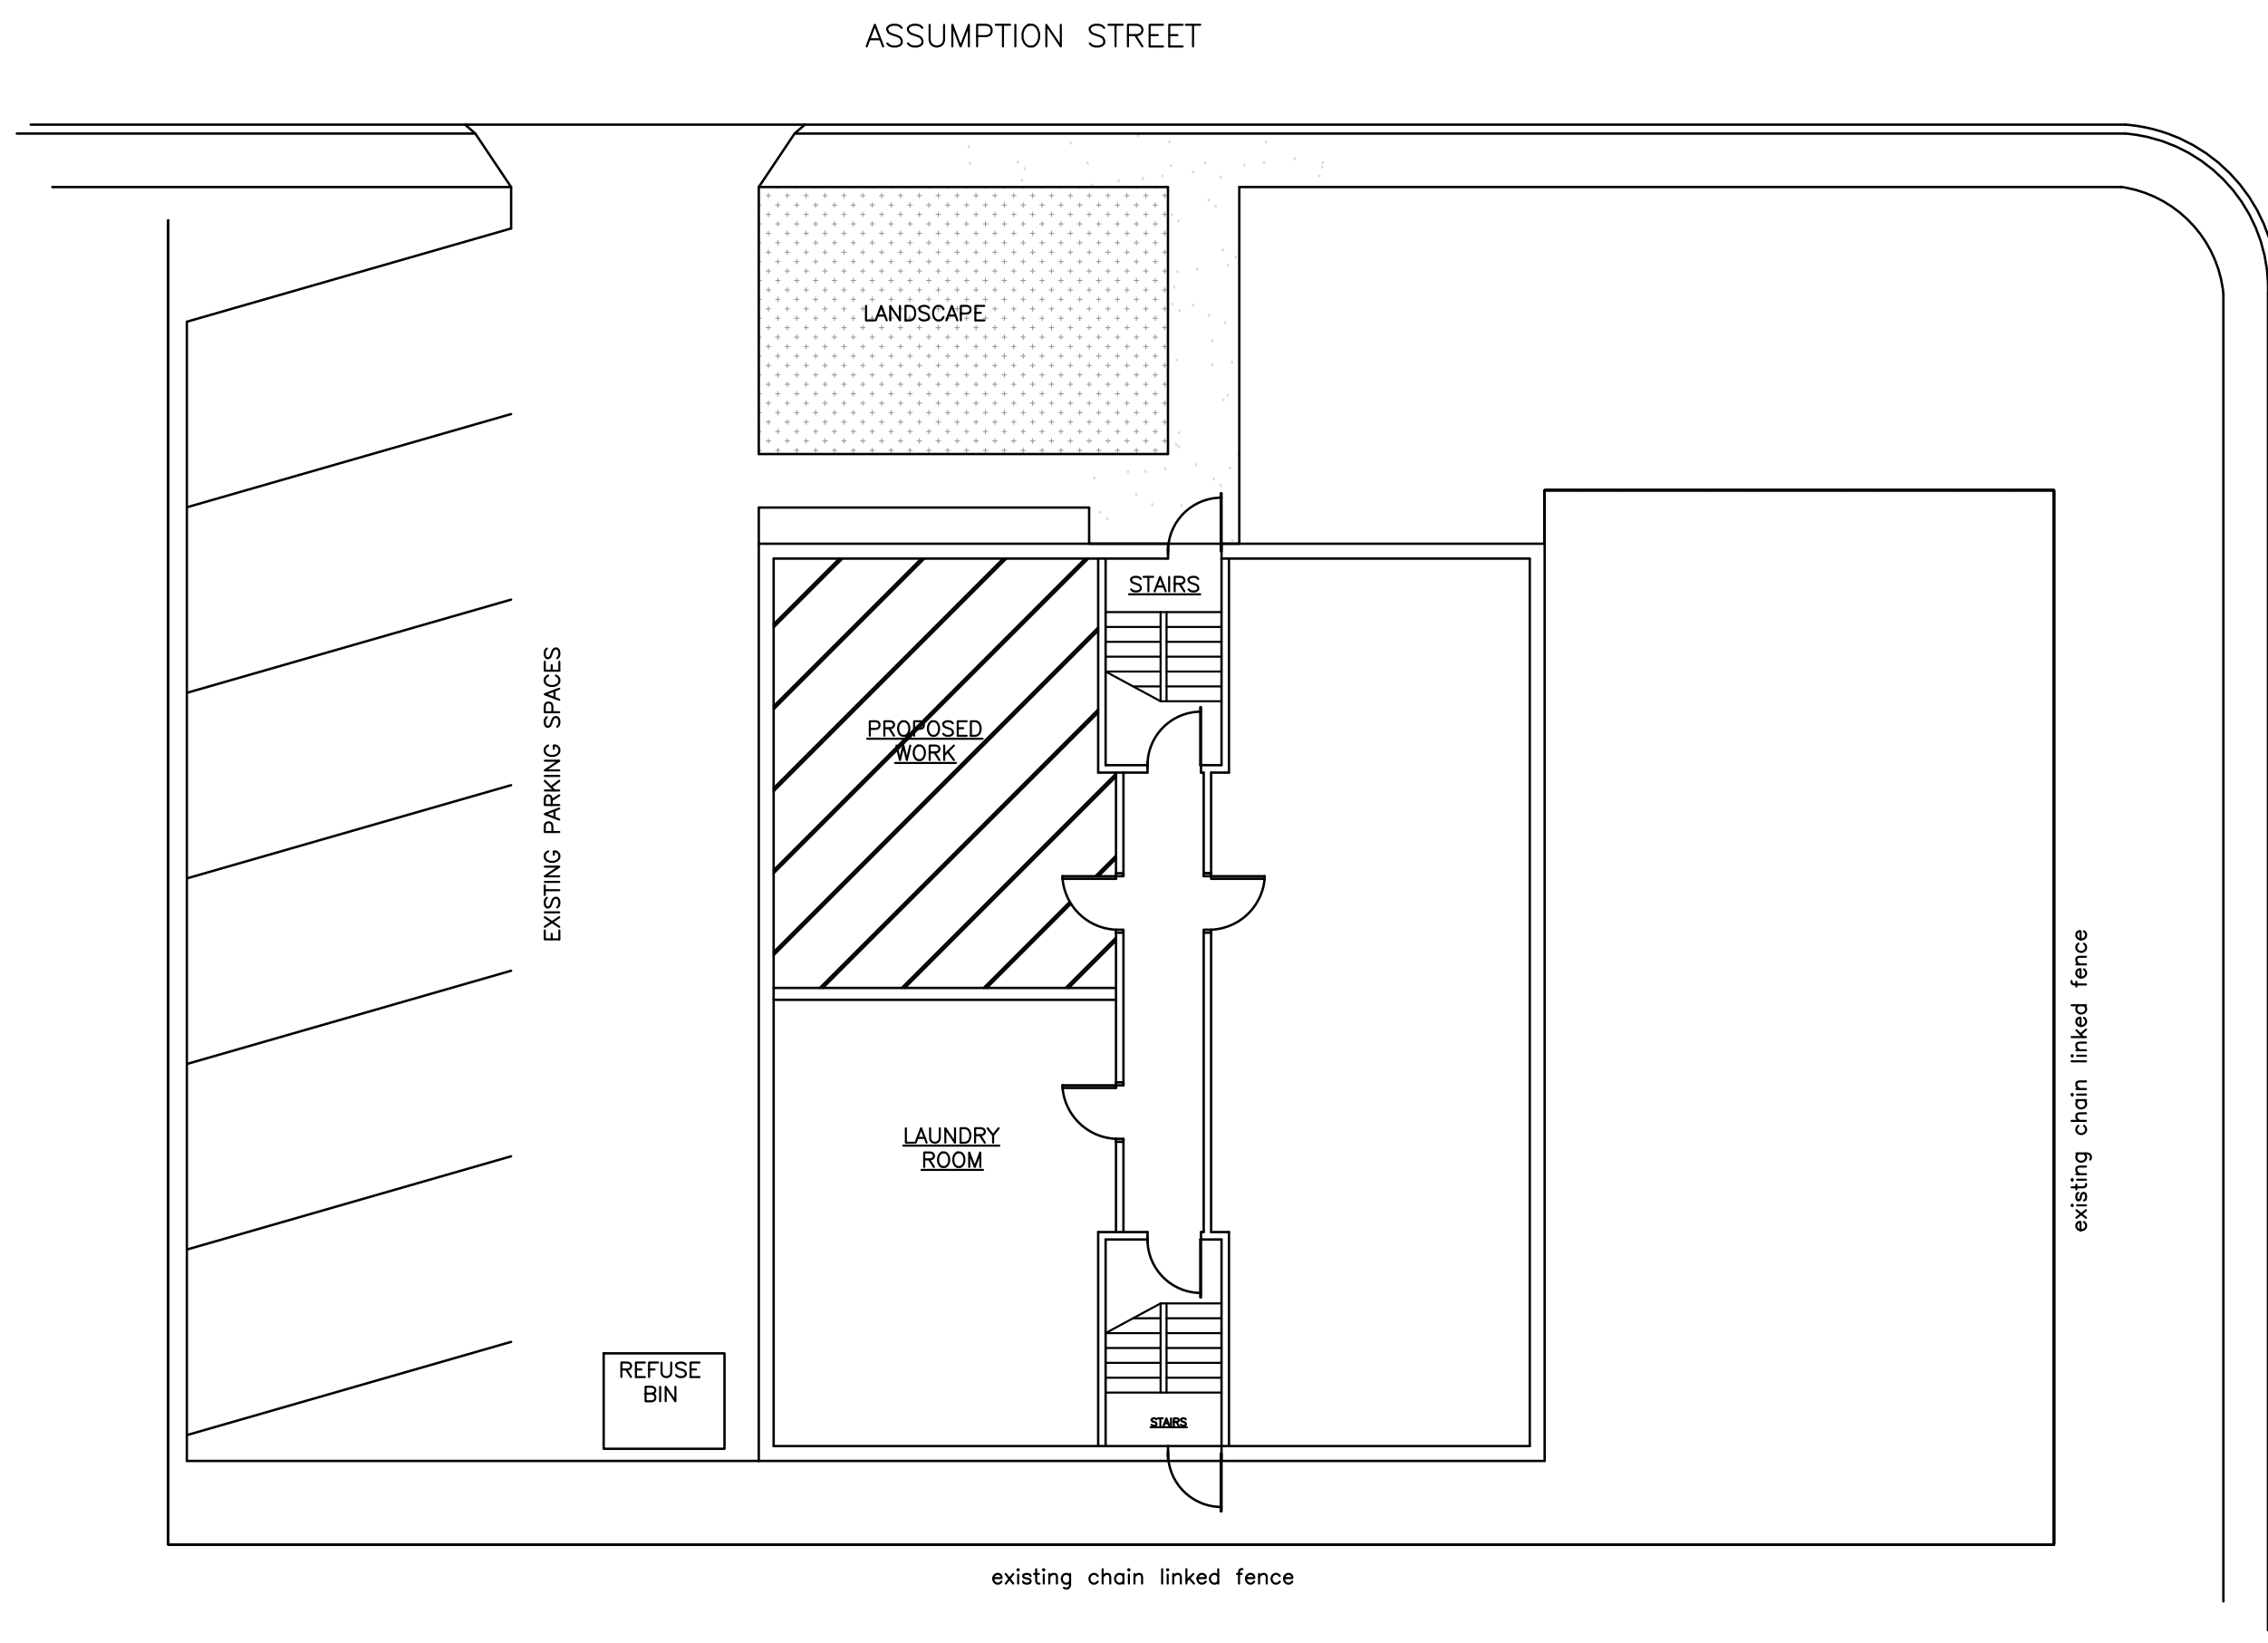 ASSUMPTION STREET
LANDSCAPE
STAIRS
PROPOSED
WORK
EXISTING PARKING SPACES
existing chain linked fence
LAUNDRY
ROOM
REFUSE
BIN
STAIRS
existing chain linked fence